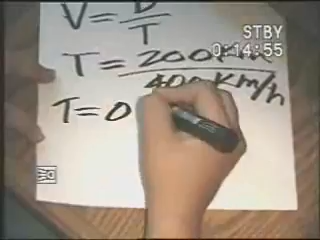 V = D / T
STBY
0:14:55
T = 200 / 400 Km/h
T = 0